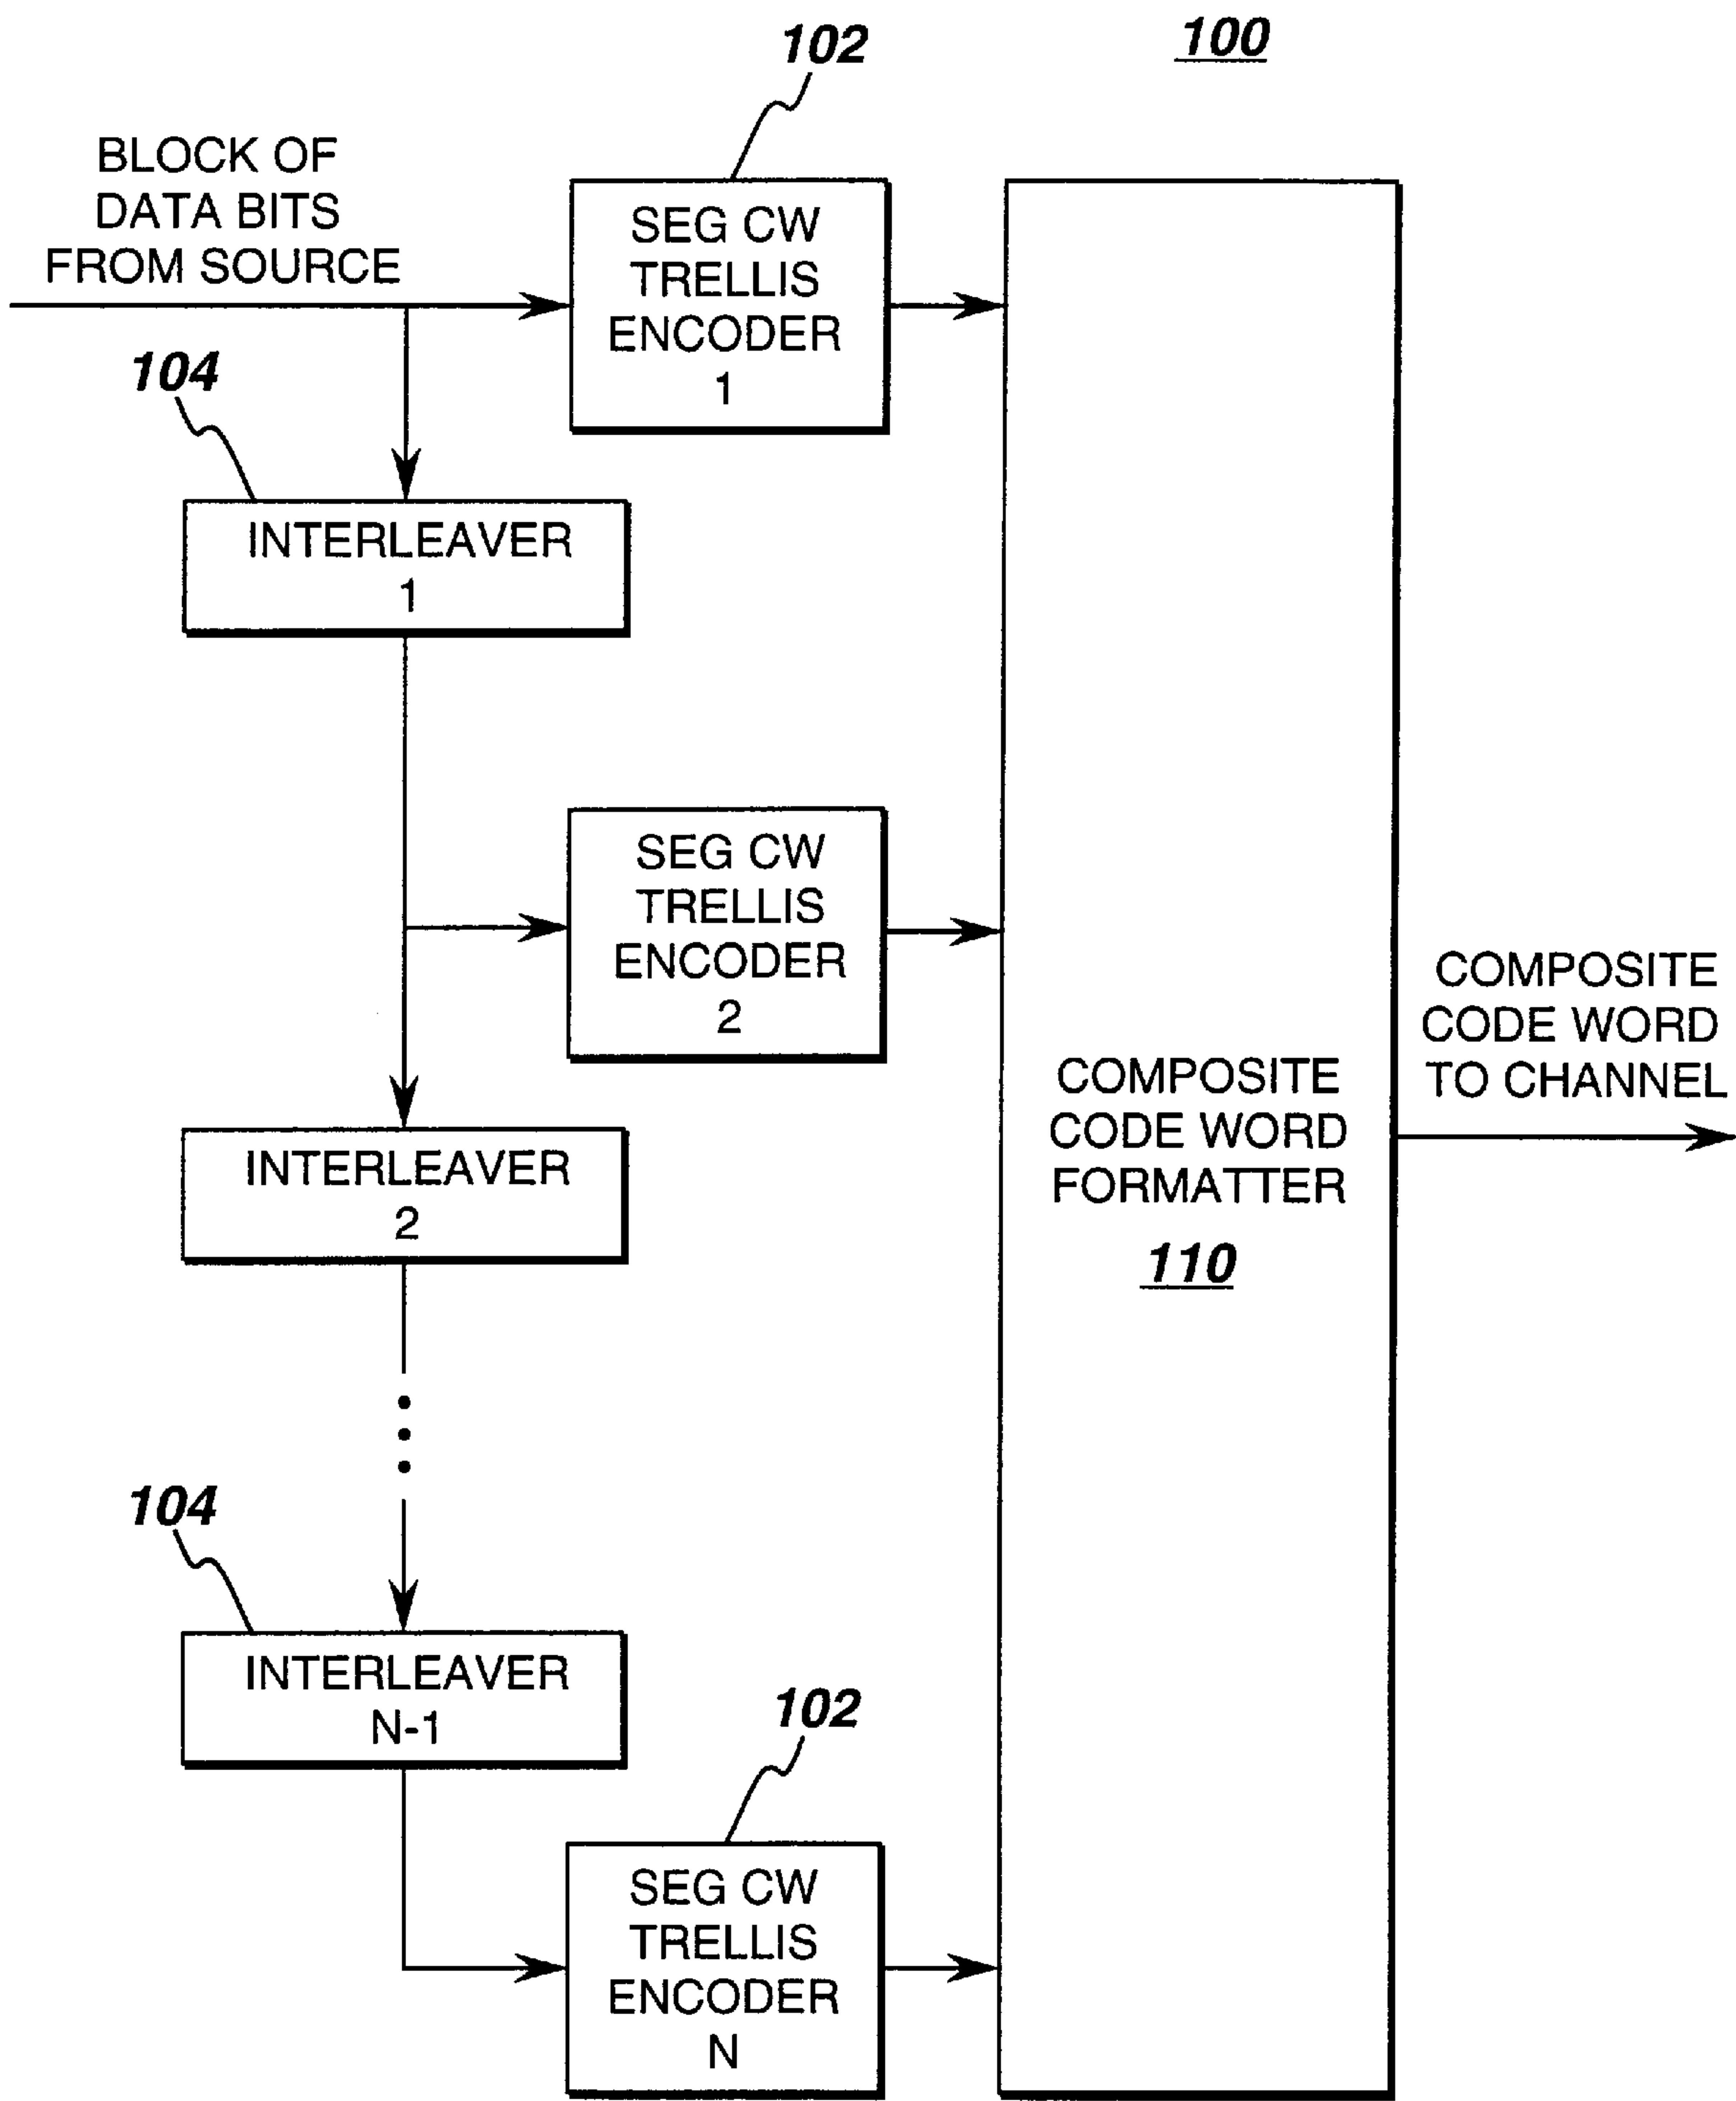 102
100
BLOCK OF
DATA BITS
FROM SOURCE
SEG CW
TRELLIS
ENCODER
1
104
INTERLEAVER
1
SEG CW
TRELLIS
ENCODER
2
COMPOSITE
CODE WORD
TO CHANNEL
COMPOSITE
CODE WORD
FORMATTER
110
INTERLEAVER
2
104
INTERLEAVER
N-1
102
SEG CW
TRELLIS
ENCODER
N